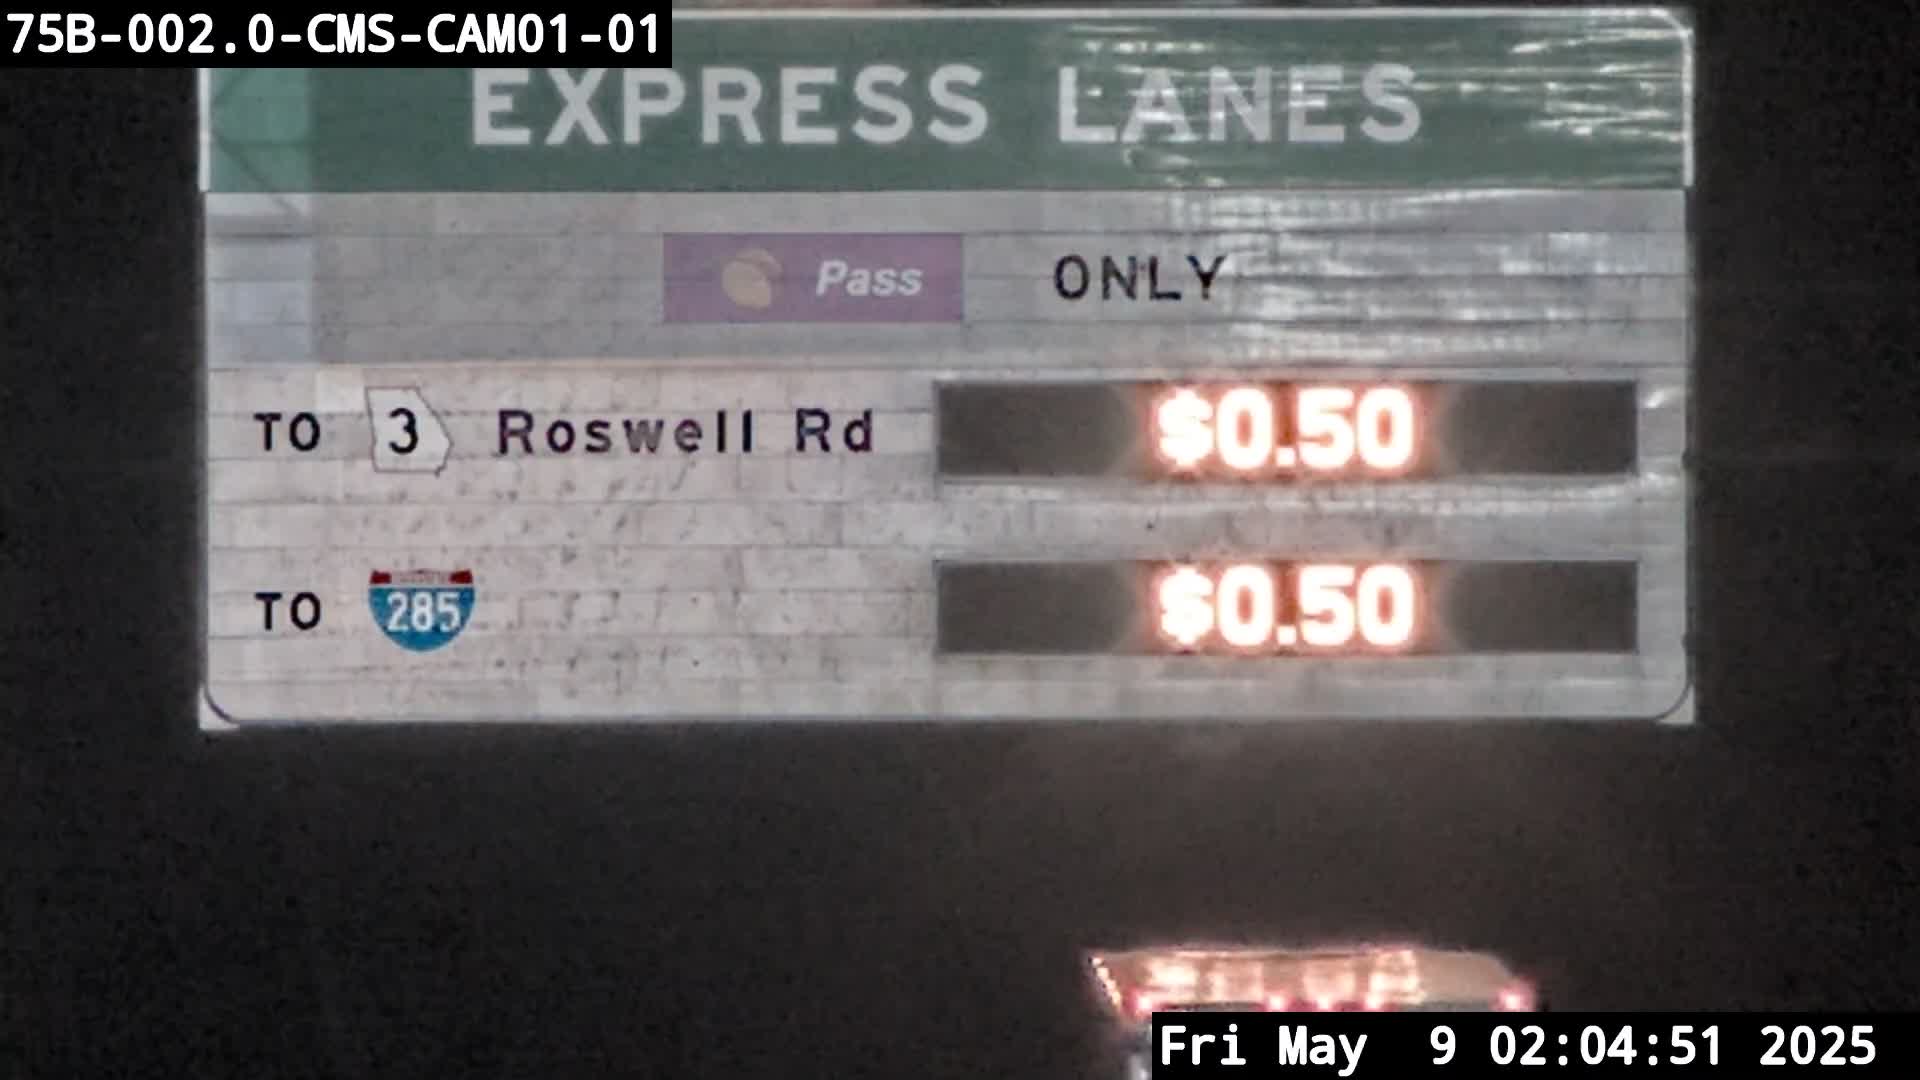 75B-002.0-CMS-CAM01-01
EXPRESS LANES
Pass ONLY
TO 3 Roswell Rd $0.50
TO 285 $0.50
Fri May 9 02:04:51 2025